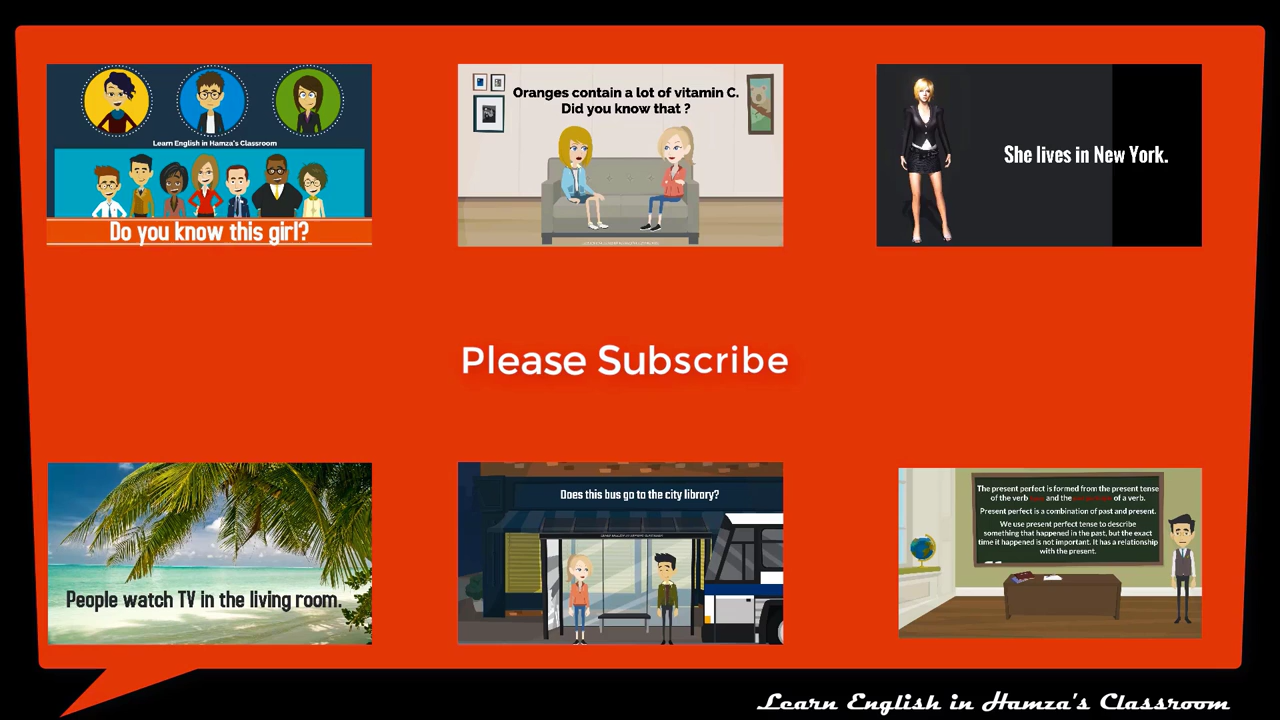 Learn English in Hamza's Classroom
Do you know this girl?
Oranges contain a lot of vitamin C.
Did you know that ?
She lives in New York.
Please Subscribe
People watch TV in the living room.
Does this bus go to the city library?
The present perfect is formed from the present tense
of the verb and the of a verb.
Present perfect is a combination of past and present.
We use present perfect tense to describe
something that happened in the past, but the exact
time it happened is not important. It has a relationship
with the present.
Learn English in Hamza's Classroom